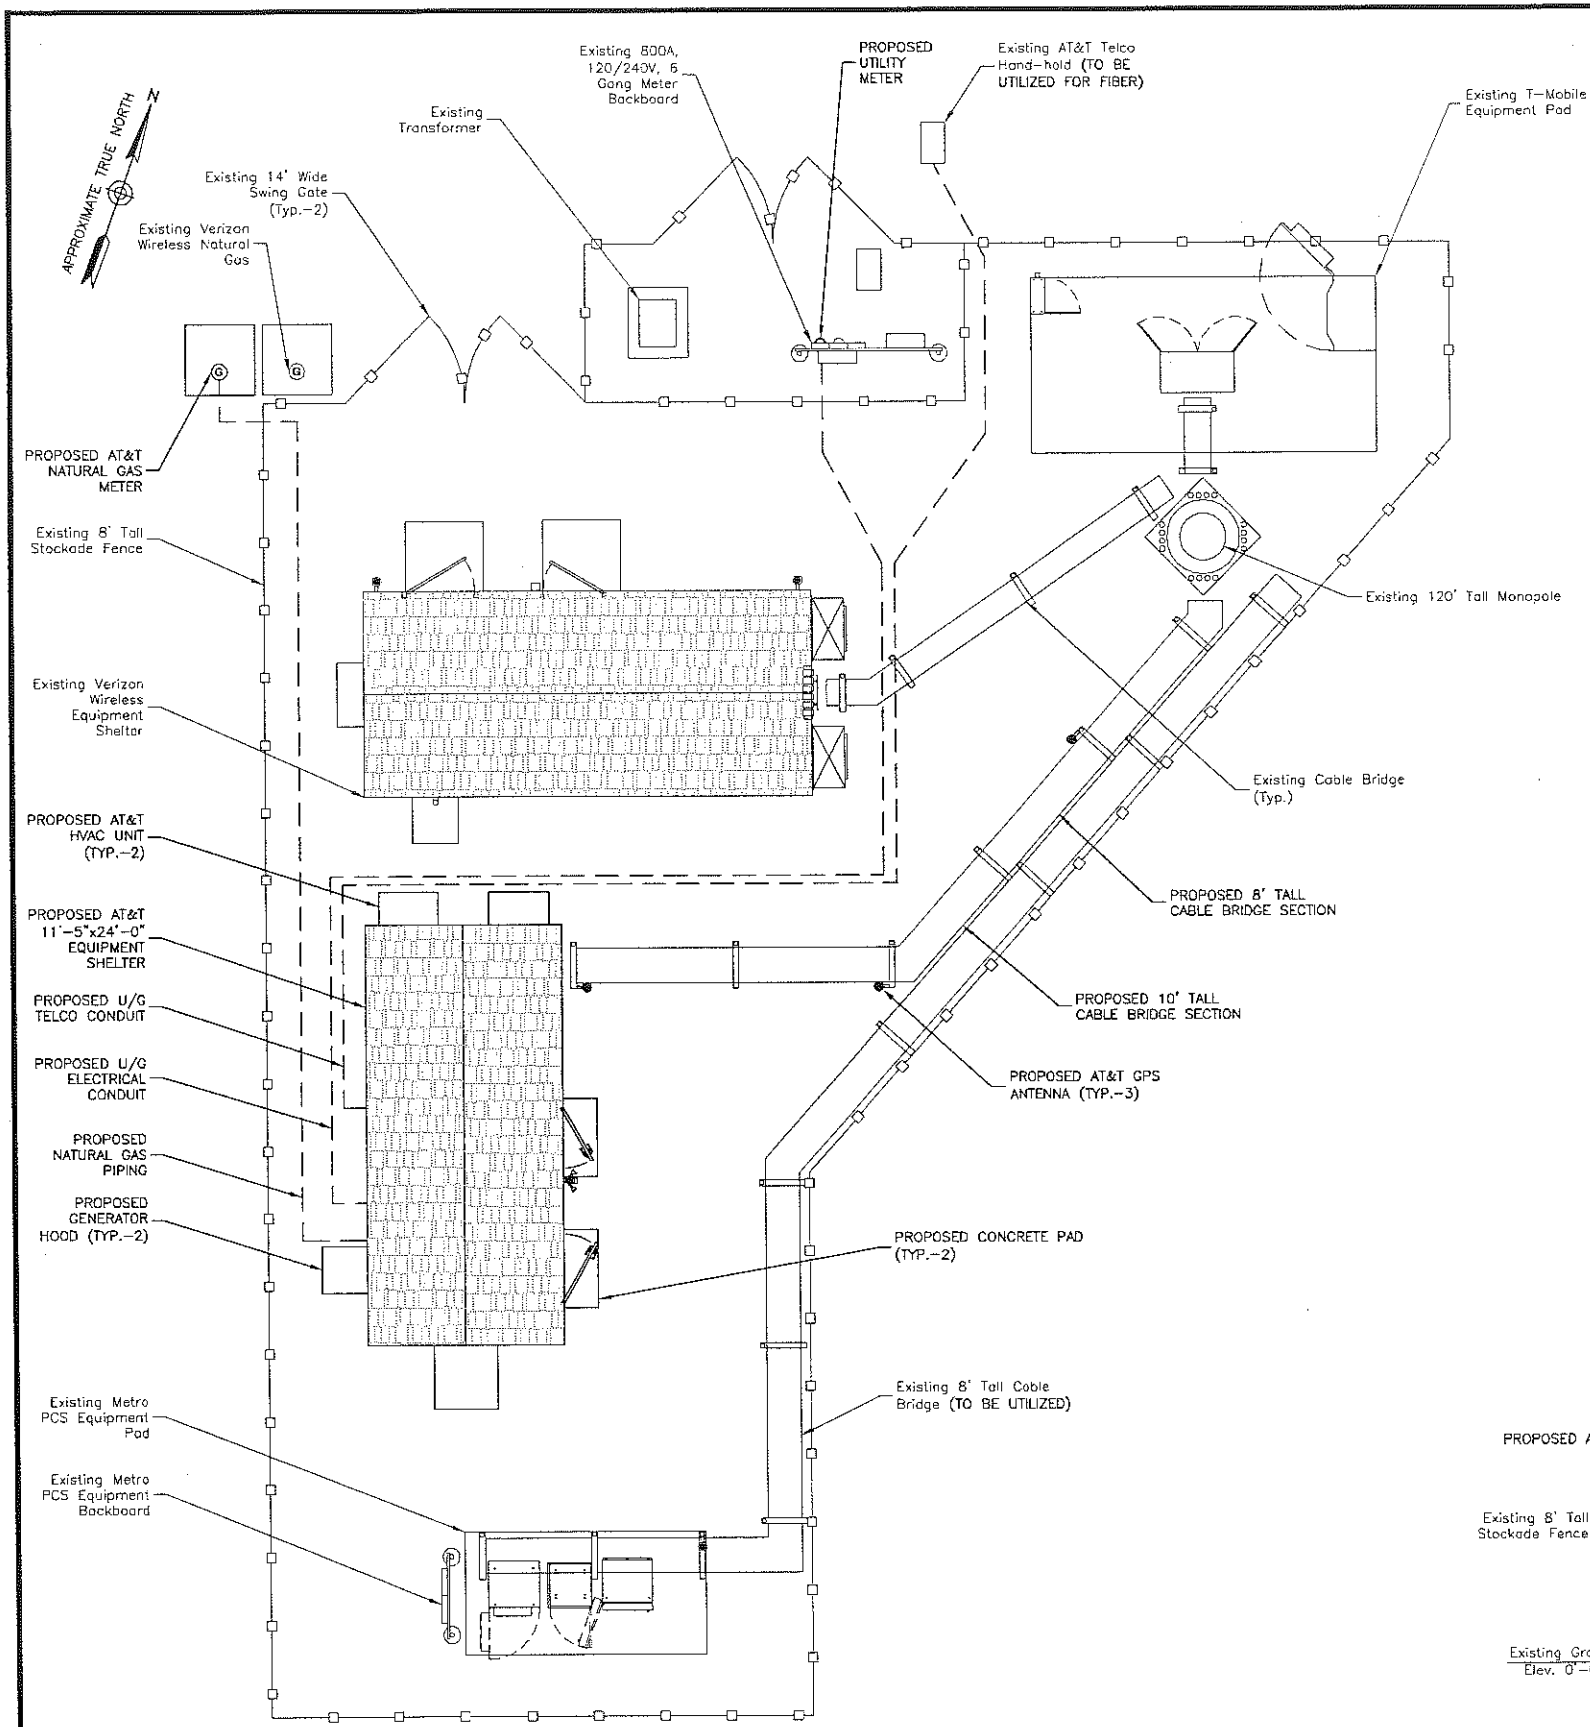 Existing 800A,
120/240V, 6
Gang Meter
Backboard
PROPOSED
UTILITY
METER
Existing AT&T Telco
Hand-hold (TO BE
UTILIZED FOR FIBER)
Existing T-Mobile
Equipment Pad
N
APPROXIMATE TRUE NORTH
Existing
Transformer
Existing 14' Wide
Swing Gate
(Typ.-2)
Existing Verizon
Wireless Natural
Gas
G
G
PROPOSED AT&T
NATURAL GAS
METER
Existing 8' Tall
Stockade Fence
Existing 120' Tall Monopole
Existing Verizon
Wireless
Equipment
Shelter
Existing Cable Bridge
(Typ.)
PROPOSED AT&T
HVAC UNIT
(TYP.-2)
PROPOSED 8' TALL
CABLE BRIDGE SECTION
PROPOSED AT&T
11'-5"x24'-0"
EQUIPMENT
SHELTER
PROPOSED 10' TALL
CABLE BRIDGE SECTION
PROPOSED U/G
TELCO CONDUIT
PROPOSED U/G
ELECTRICAL
CONDUIT
PROPOSED AT&T GPS
ANTENNA (TYP.-3)
PROPOSED
NATURAL GAS
PIPING
PROPOSED
GENERATOR
HOOD (TYP.-2)
PROPOSED CONCRETE PAD
(TYP.-2)
Existing Metro
PCS Equipment
Pad
Existing 8' Tall Cable
Bridge (TO BE UTILIZED)
PROPOSED A
Existing Metro
PCS Equipment
Backboard
Existing 8' Tall
Stockade Fence
Existing Gra
Elev. 0'-